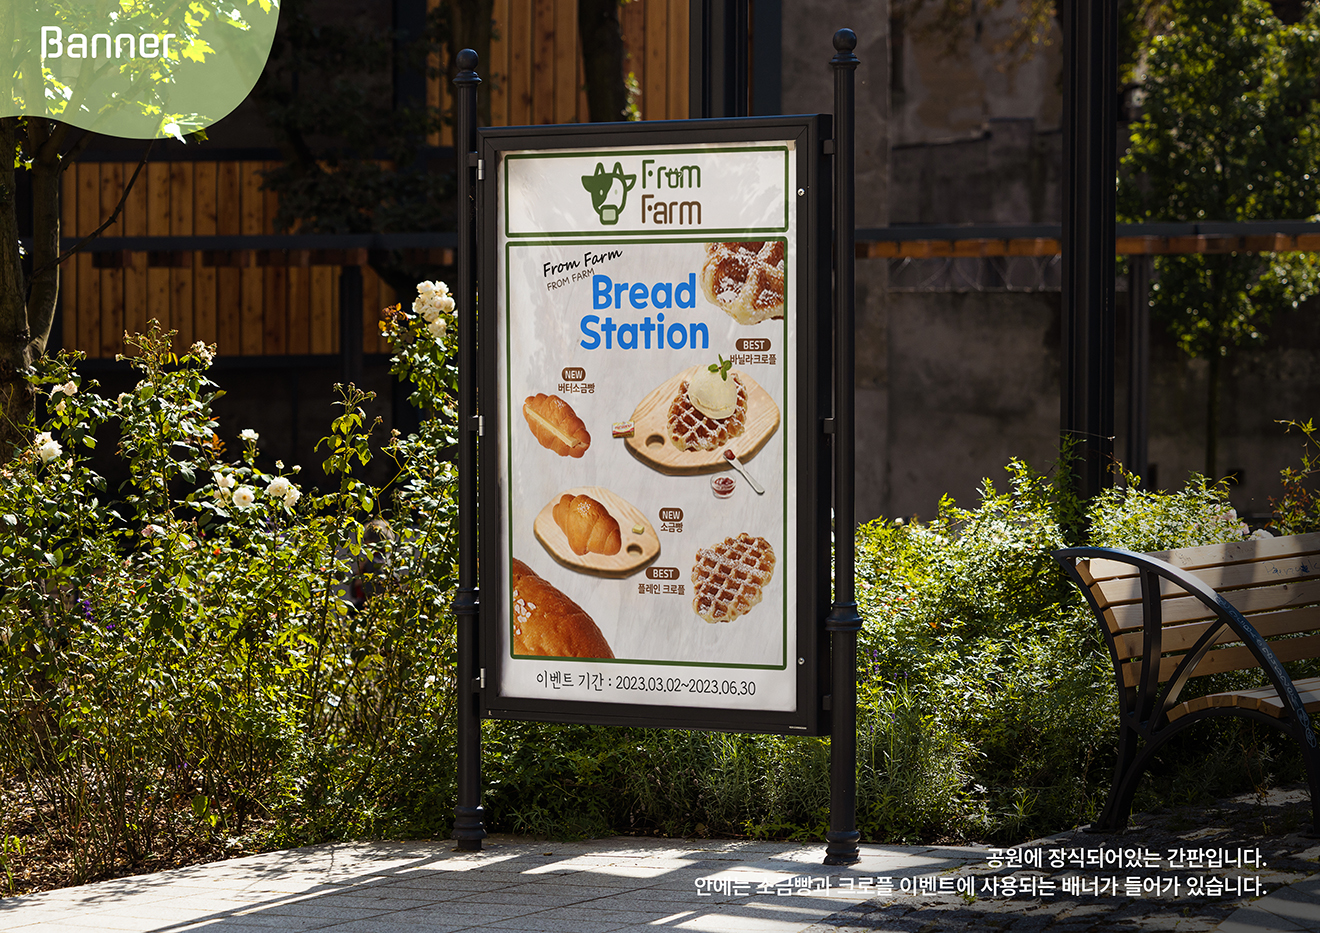 Banner
From
Farm
From Farm
FROM FARM
Bread
Station
BEST
바닐라크로플
NEW
버터소금빵
NEW
소금빵
BEST
플레인 크로플
이벤트 기간 : 2023.03.02~2023.06.30
공원에 장식되어있는 간판입니다.
안에는 소금빵과 크로플 이벤트에 사용되는 배너가 들어가 있습니다.